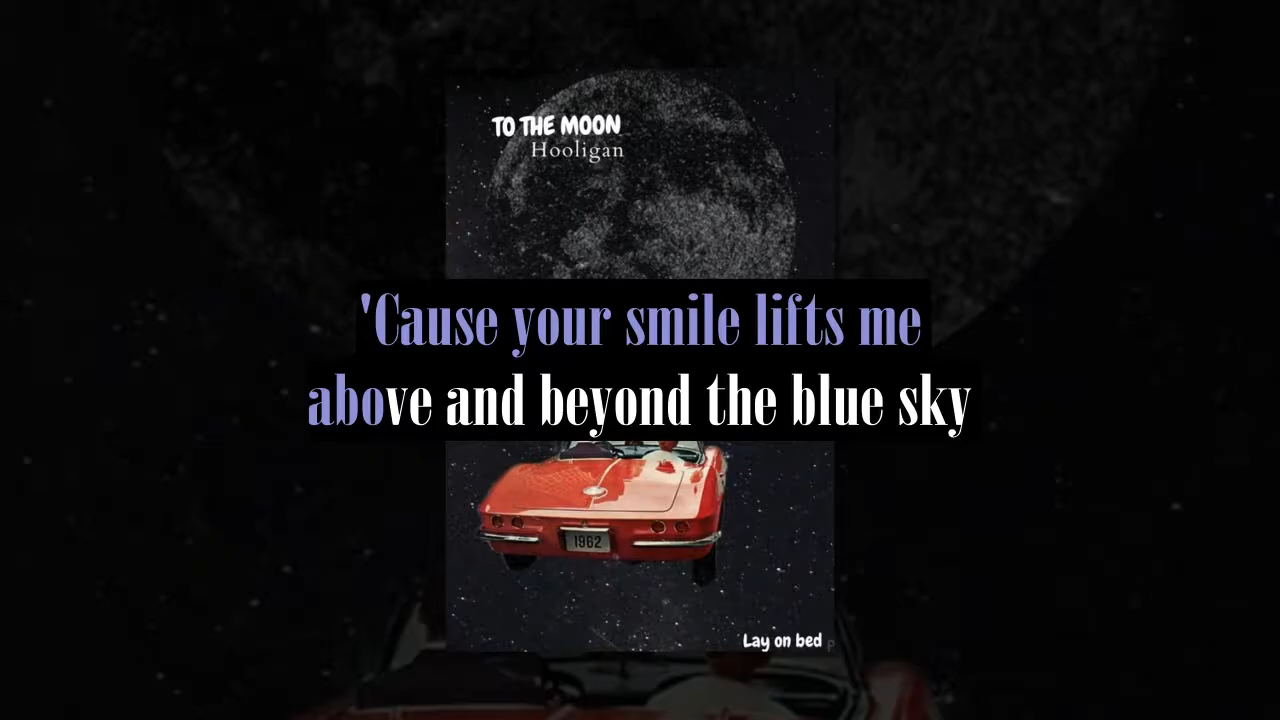 TO THE MOON
Hooligan
'Cause your smile lifts me
above and beyond the blue sky
1962
Lay on bed